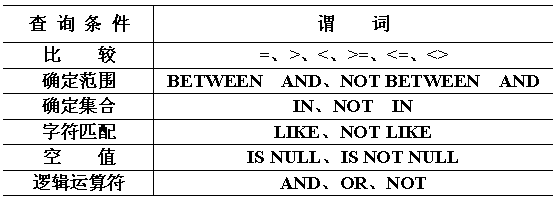 查 询 条 件 谓 词
比 较 =、>、<、>=、<=、<>
确定范围 BETWEEN AND、NOT BETWEEN AND
确定集合 IN、NOT IN
字符匹配 LIKE、NOT LIKE
空 值 IS NULL、IS NOT NULL
逻辑运算符 AND、OR、NOT